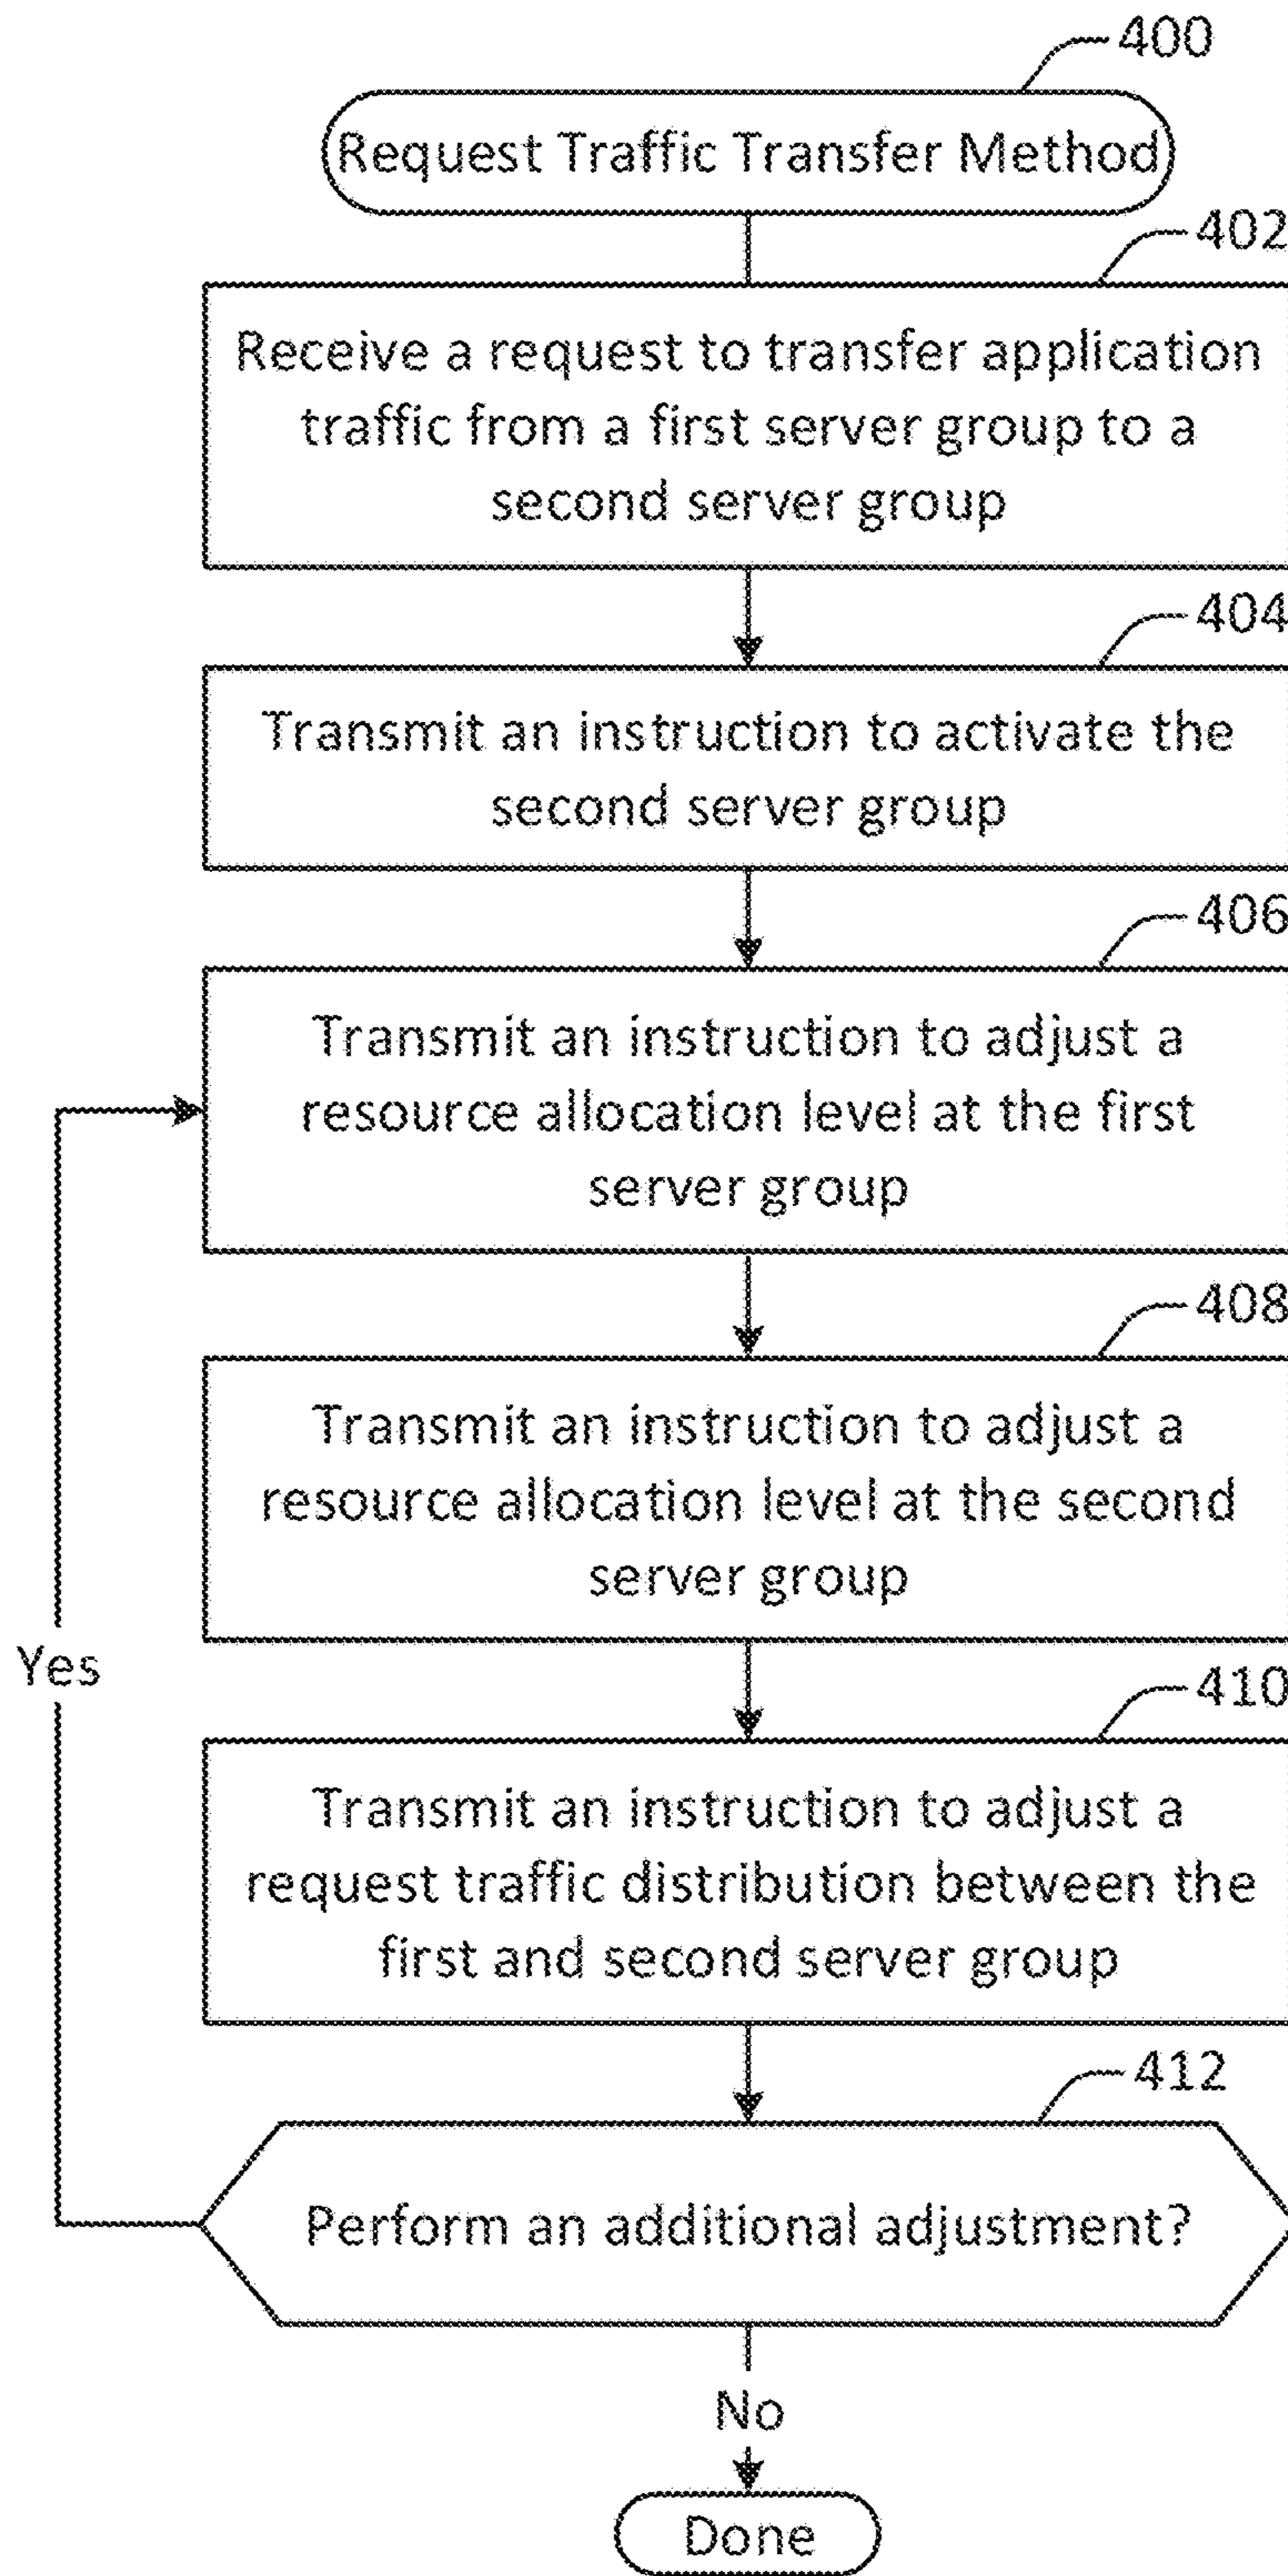 400
Request Traffic Transfer Method
402
Receive a request to transfer application
traffic from a first server group to a
second server group
404
Transmit an instruction to activate the
second server group
406
Transmit an instruction to adjust a
resource allocation level at the first
server group
408
Transmit an instruction to adjust a
resource allocation level at the second
server group
Yes
410
Transmit an instruction to adjust a
request traffic distribution between the
first and second server group
412
Perform an additional adjustment?
No
Done